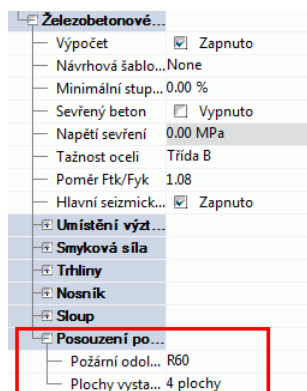 Železobetonové...
Výpočet Zapnuto
Návrhová šablo... None
Minimální stup... 0.00 %
Sevřený beton Vypnuto
Napětí sevření 0.00 MPa
Tažnost oceli Třída B
Poměr Ftk/Fyk 1.08
Hlavní seizmick... Zapnuto
Umístění výzt...
Smyková síla
Trhliny
Nosník
Sloup
Posouzení po...
Požární odol... R60
Plochy vysta... 4 plochy